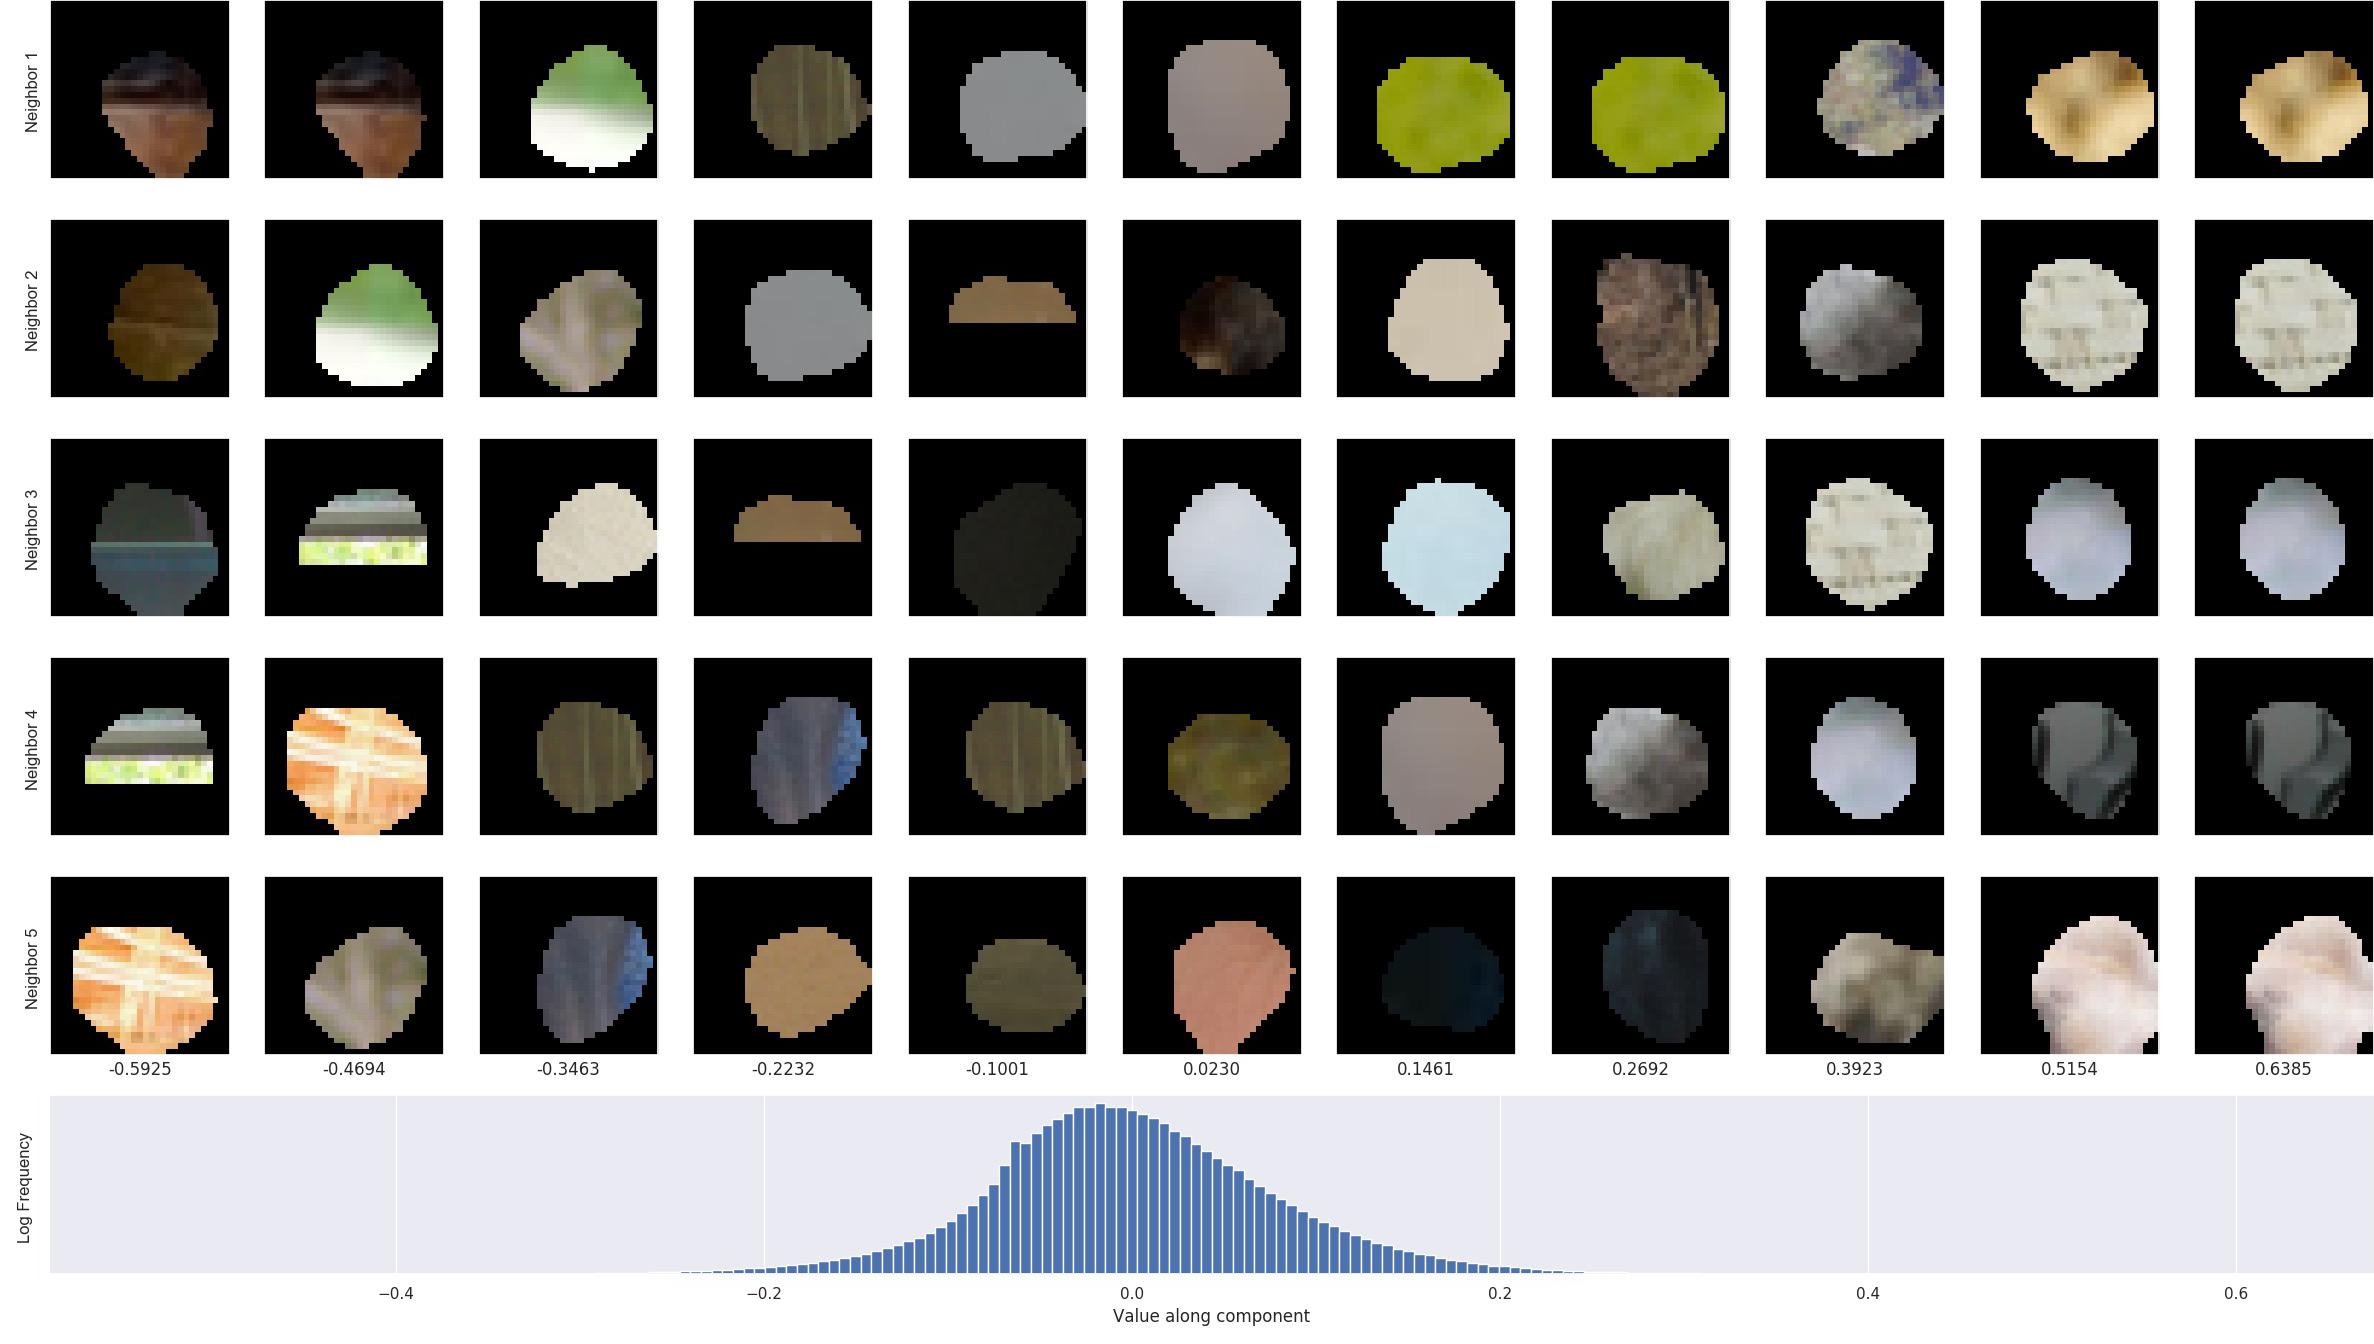 Neighbor 1
Neighbor 2
Neighbor 3
Neighbor 4
Neighbor 5
-0.5925 -0.4694 -0.3463 -0.2232 -0.1001 0.0230 0.1461 0.2692 0.3923 0.5154 0.6385
Log Frequency
−0.4 −0.2 0.0 0.2 0.4 0.6
Value along component